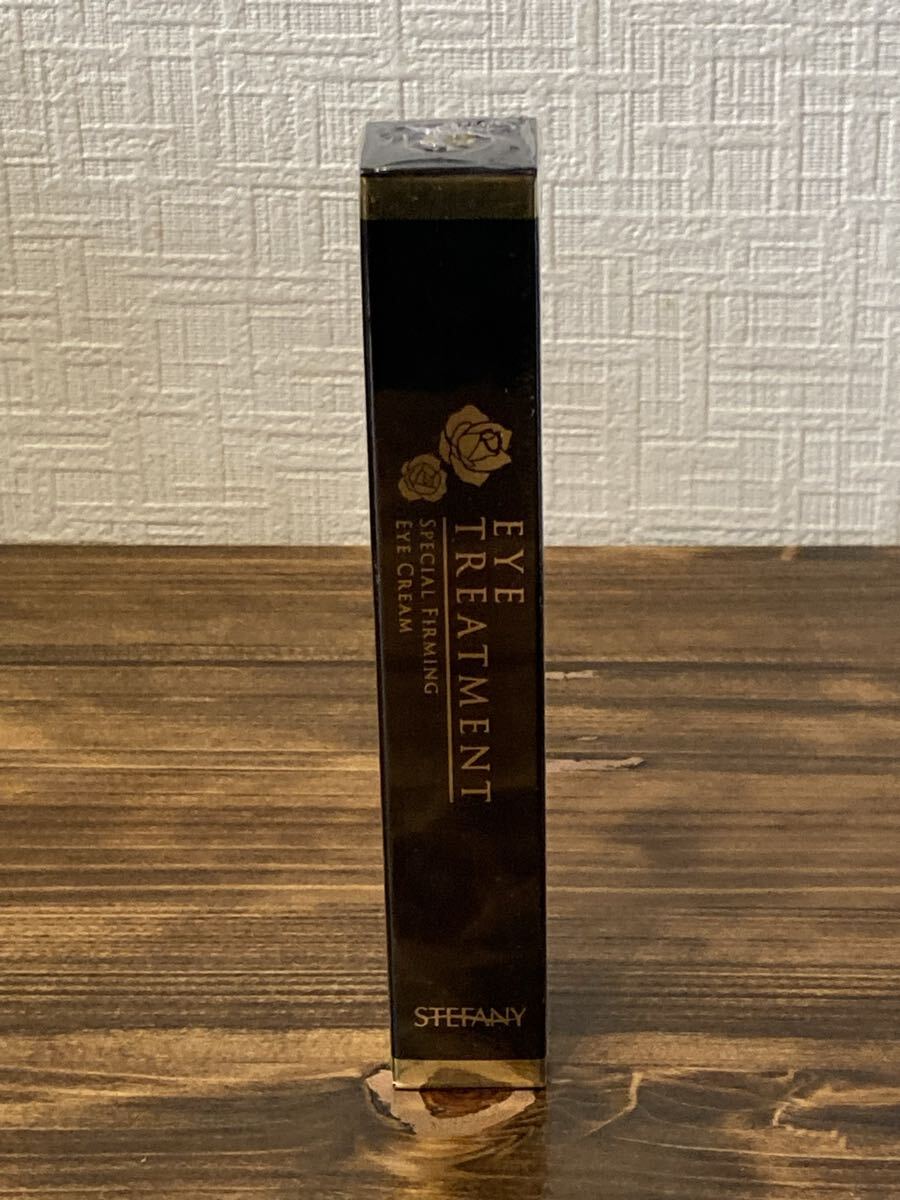 EYE
TREATMENT
SPECIAL FIRMING
EYE CREAM
STEFANY